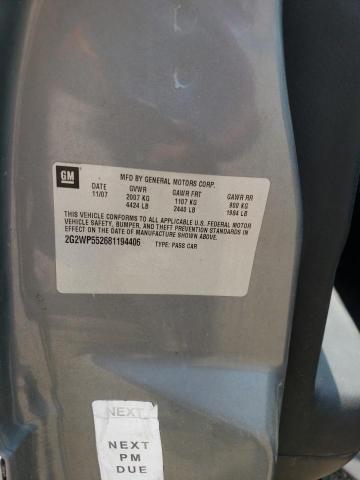 GM
MFD BY GENERAL MOTORS CORP.
DATE GVWR GAWR FRT GAWR RR
11/07 2007 KG 1107 KG 900 KG
4424 LB 2440 LB 1984 LB
THIS VEHICLE CONFORMS TO ALL APPLICABLE U.S. FEDERAL MOTOR
VEHICLE SAFETY, BUMPER, AND THEFT PREVENTION STANDARDS IN
EFFECT ON THE DATE OF MANUFACTURE SHOWN ABOVE.
2G2WP552681194406 TYPE: PASS CAR
NEXT
NEXT
PM
DUE